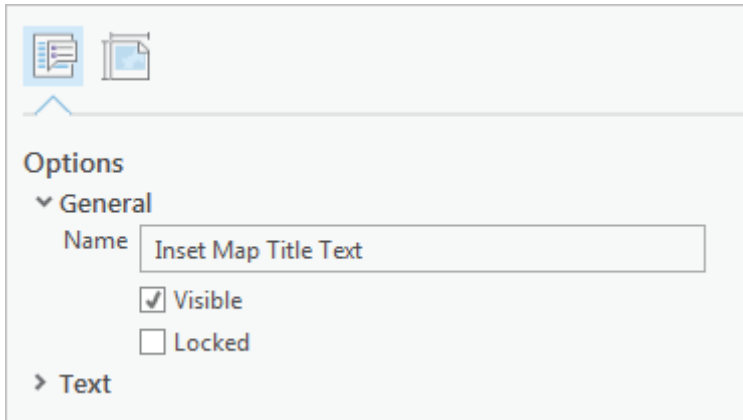 Options
General
Name Inset Map Title Text
Visible
Locked
Text